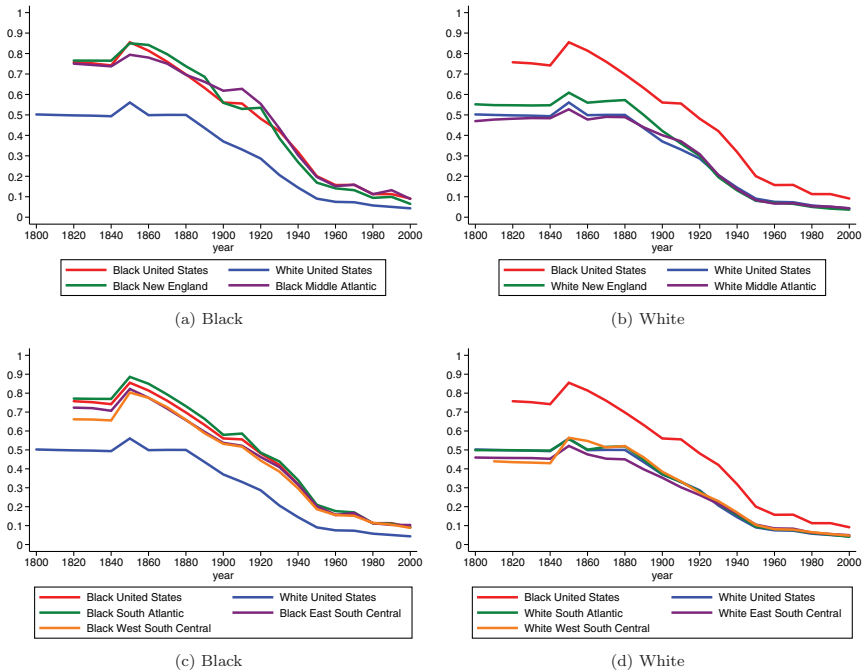 1
0.9
0.8
0.7
0.6
0.5
0.4
0.3
0.2
0.1
0
1800 1820 1840 1860 1880 1900 1920 1940 1960 1980 2000
year
Black United States White United States
Black New England Black Middle Atlantic
(a) Black
1
0.9
0.8
0.7
0.6
0.5
0.4
0.3
0.2
0.1
0
1800 1820 1840 1860 1880 1900 1920 1940 1960 1980 2000
year
Black United States White United States
White New England White Middle Atlantic
(b) White
1
0.9
0.8
0.7
0.6
0.5
0.4
0.3
0.2
0.1
0
1800 1820 1840 1860 1880 1900 1920 1940 1960 1980 2000
year
Black United States White United States
Black South Atlantic Black East South Central
Black West South Central
(c) Black
1
0.9
0.8
0.7
0.6
0.5
0.4
0.3
0.2
0.1
0
1800 1820 1840 1860 1880 1900 1920 1940 1960 1980 2000
year
Black United States White United States
White South Atlantic White East South Central
White West South Central
(d) White